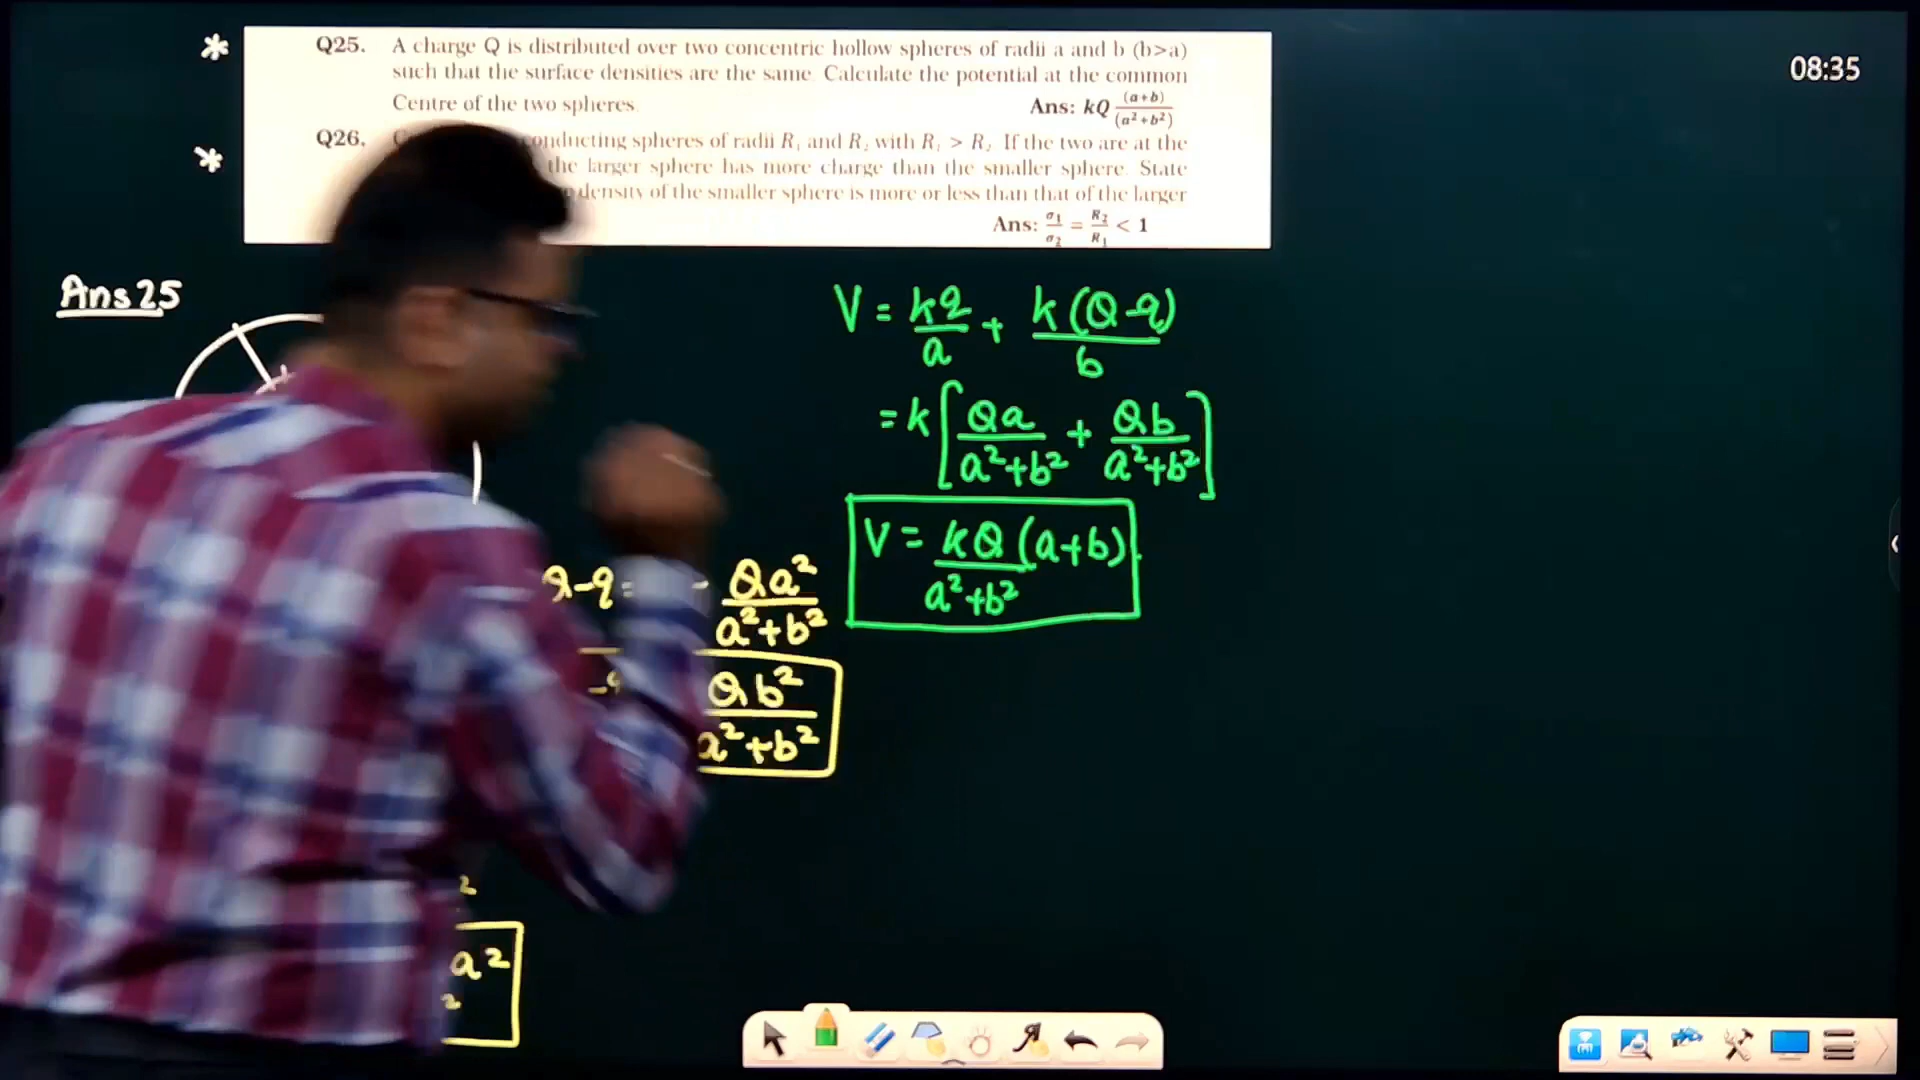 Q25. A charge Q is distributed over two concentric hollow spheres of radii a and b (b>a)
such that the surface densities are the same. Calculate the potential at the common
Centre of the two spheres. Ans: kQ (a+b)/(a²+b²)
Q26. conducting spheres of radii R₁ and R₂ with R₁ > R₂. If the two are at the
the larger sphere has more charge than the smaller sphere. State
density of the smaller sphere is more or less than that of the larger
Ans: σ₁/σ₂ = R₂/R₁ < 1
08:35
Ans 25
V = kq/a + k(Q-q)/b
= k[Qa/a²+b² + Qb/a²+b²]
V = kQ/a²+b² (a+b)
-q = - Qa²/a²+b²
Qb²/a²+b²
2
a²
2